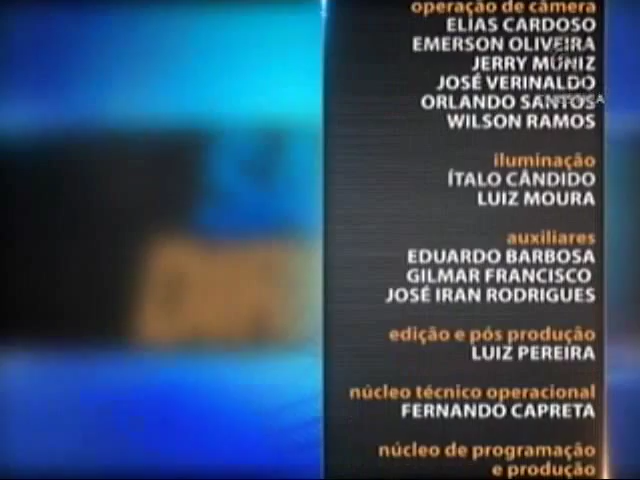 operação de câmera
ELIAS CARDOSO
EMERSON OLIVEIRA
JERRY MUNIZ
JOSÉ VERINALDO
ORLANDO SANTOS
WILSON RAMOS
iluminação
ÍTALO CÂNDIDO
LUIZ MOURA
auxiliares
EDUARDO BARBOSA
GILMAR FRANCISCO
JOSÉ IRAN RODRIGUES
edição e pós produção
LUIZ PEREIRA
núcleo técnico operacional
FERNANDO CAPRETA
núcleo de programação
e produção